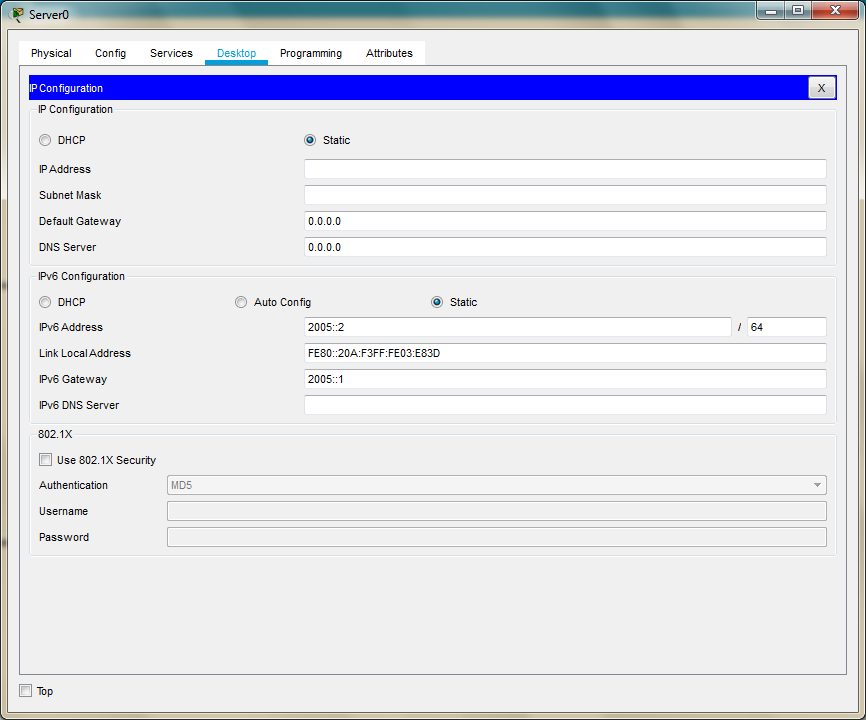 Server0
Physical Config Services Desktop Programming Attributes
IP Configuration X
IP Configuration
DHCP Static
IP Address
Subnet Mask
Default Gateway 0.0.0.0
DNS Server 0.0.0.0
IPv6 Configuration
DHCP Auto Config Static
IPv6 Address 2005::2 / 64
Link Local Address FE80::20A:F3FF:FE03:E83D
IPv6 Gateway 2005::1
IPv6 DNS Server
802.1X
Use 802.1X Security
Authentication MD5
Username
Password
Top